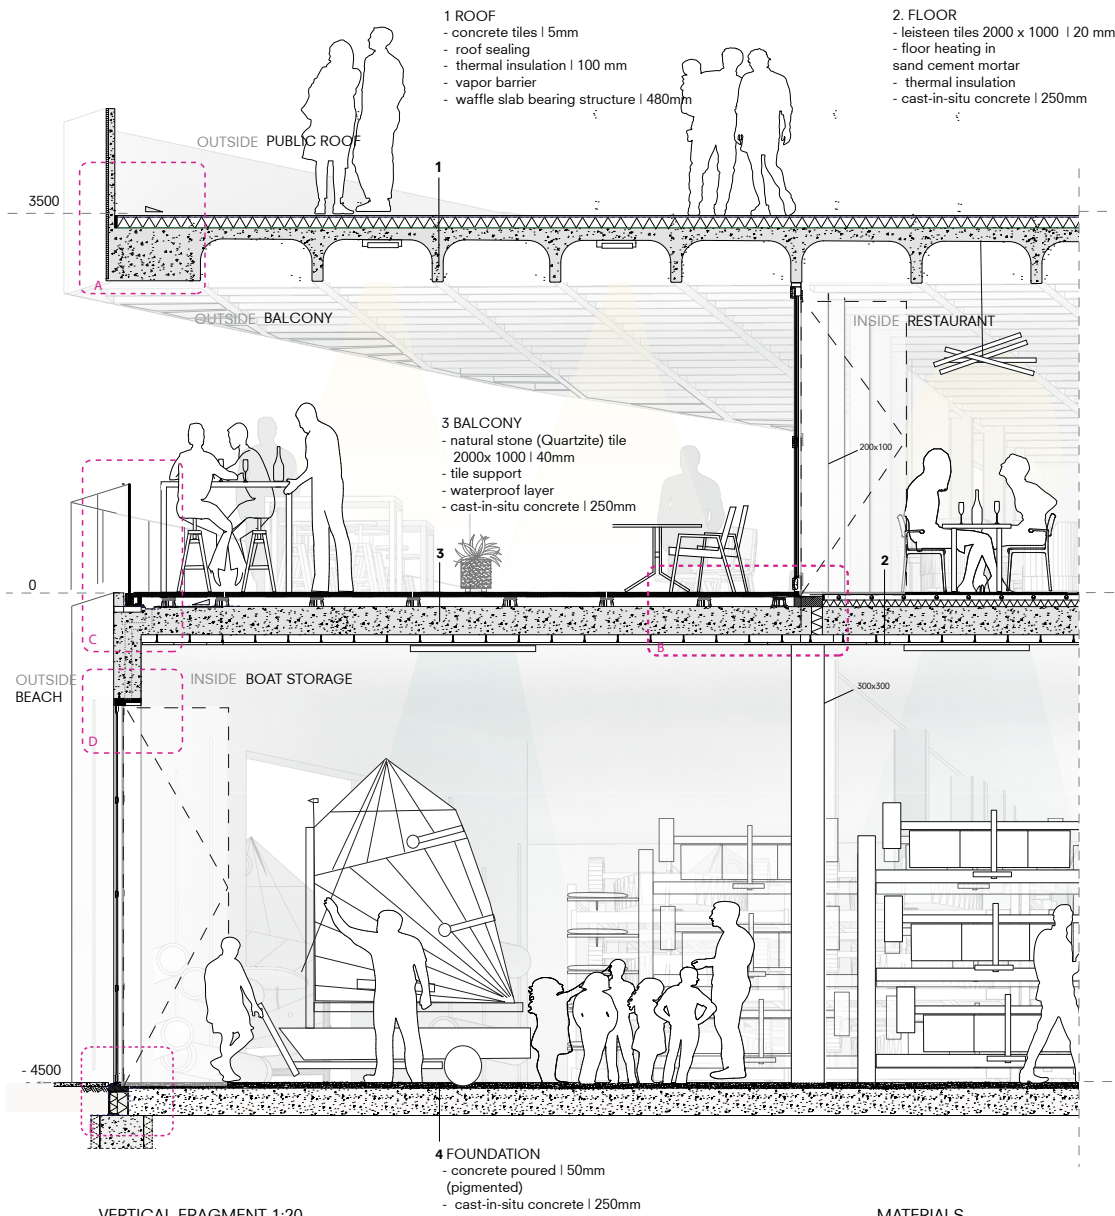 1 ROOF
- concrete tiles | 5mm
- roof sealing
- thermal insulation | 100 mm
- vapor barrier
- waffle slab bearing structure | 480mm
2. FLOOR
- leisteen tiles 2000 x 1000 | 20 mm
- floor heating in
sand cement mortar
- thermal insulation
- cast-in-situ concrete | 250mm
OUTSIDE PUBLIC ROOF
1
3500
A
OUTSIDE BALCONY
INSIDE RESTAURANT
3 BALCONY
- natural stone (Quartzite) tile
2000x 1000 | 40mm
- tile support
- waterproof layer
- cast-in-situ concrete | 250mm
200x100
3
2
0
C
B
OUTSIDE
BEACH
INSIDE BOAT STORAGE
300x300
D
- 4500
E
4 FOUNDATION
- concrete poured | 50mm
(pigmented)
- cast-in-situ concrete | 250mm
VERTICAL FRAGMENT 1:20
MATERIALS